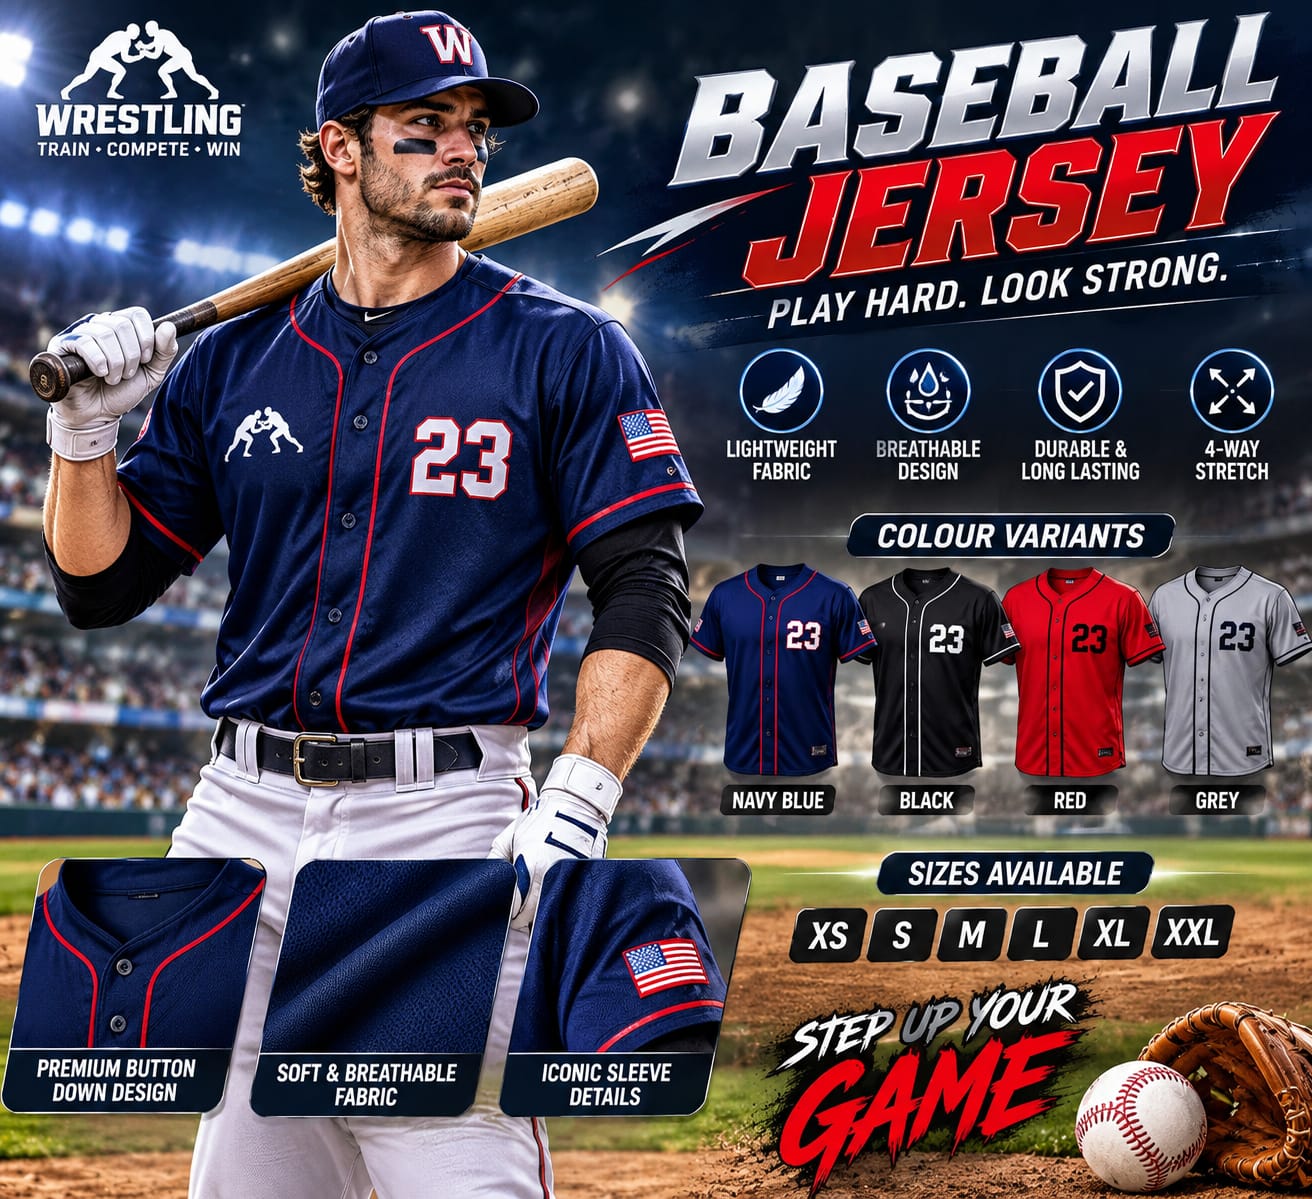 WRESTLING
TRAIN • COMPETE • WIN
W
BASEBALL
JERSEY
PLAY HARD. LOOK STRONG.
23
LIGHTWEIGHT
FABRIC
BREATHABLE
DESIGN
DURABLE &
LONG LASTING
4-WAY
STRETCH
COLOUR VARIANTS
23
23
23
23
NAVY BLUE
BLACK
RED
GREY
SIZES AVAILABLE
XS
S
M
L
XL
XXL
PREMIUM BUTTON
DOWN DESIGN
SOFT & BREATHABLE
FABRIC
ICONIC SLEEVE
DETAILS
STEP UP YOUR
GAME